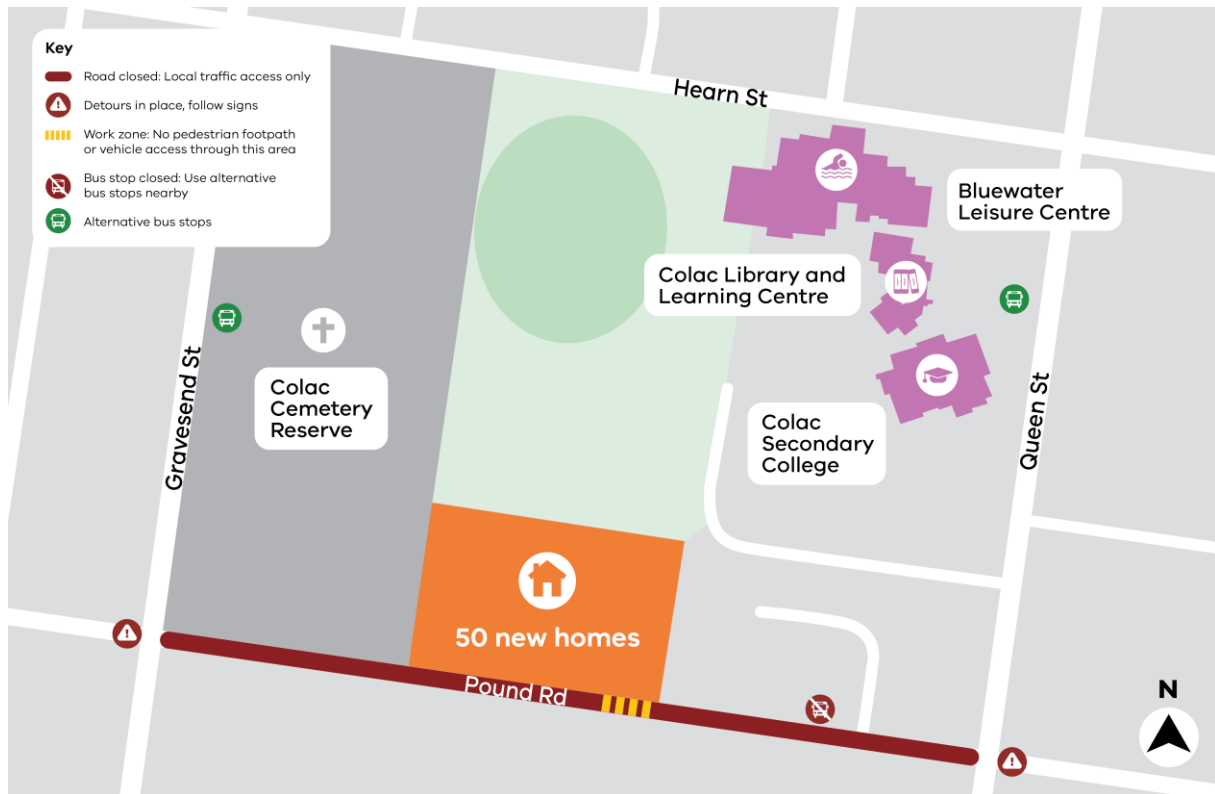 Key
Road closed: Local traffic access only
Detours in place, follow signs
Work zone: No pedestrian footpath
or vehicle access through this area
Bus stop closed: Use alternative
bus stops nearby
Alternative bus stops
Hearn St
Bluewater
Leisure Centre
Colac Library and
Learning Centre
Gravesend St
Colac
Cemetery
Reserve
Colac
Secondary
College
Queen St
50 new homes
Pound Rd
N